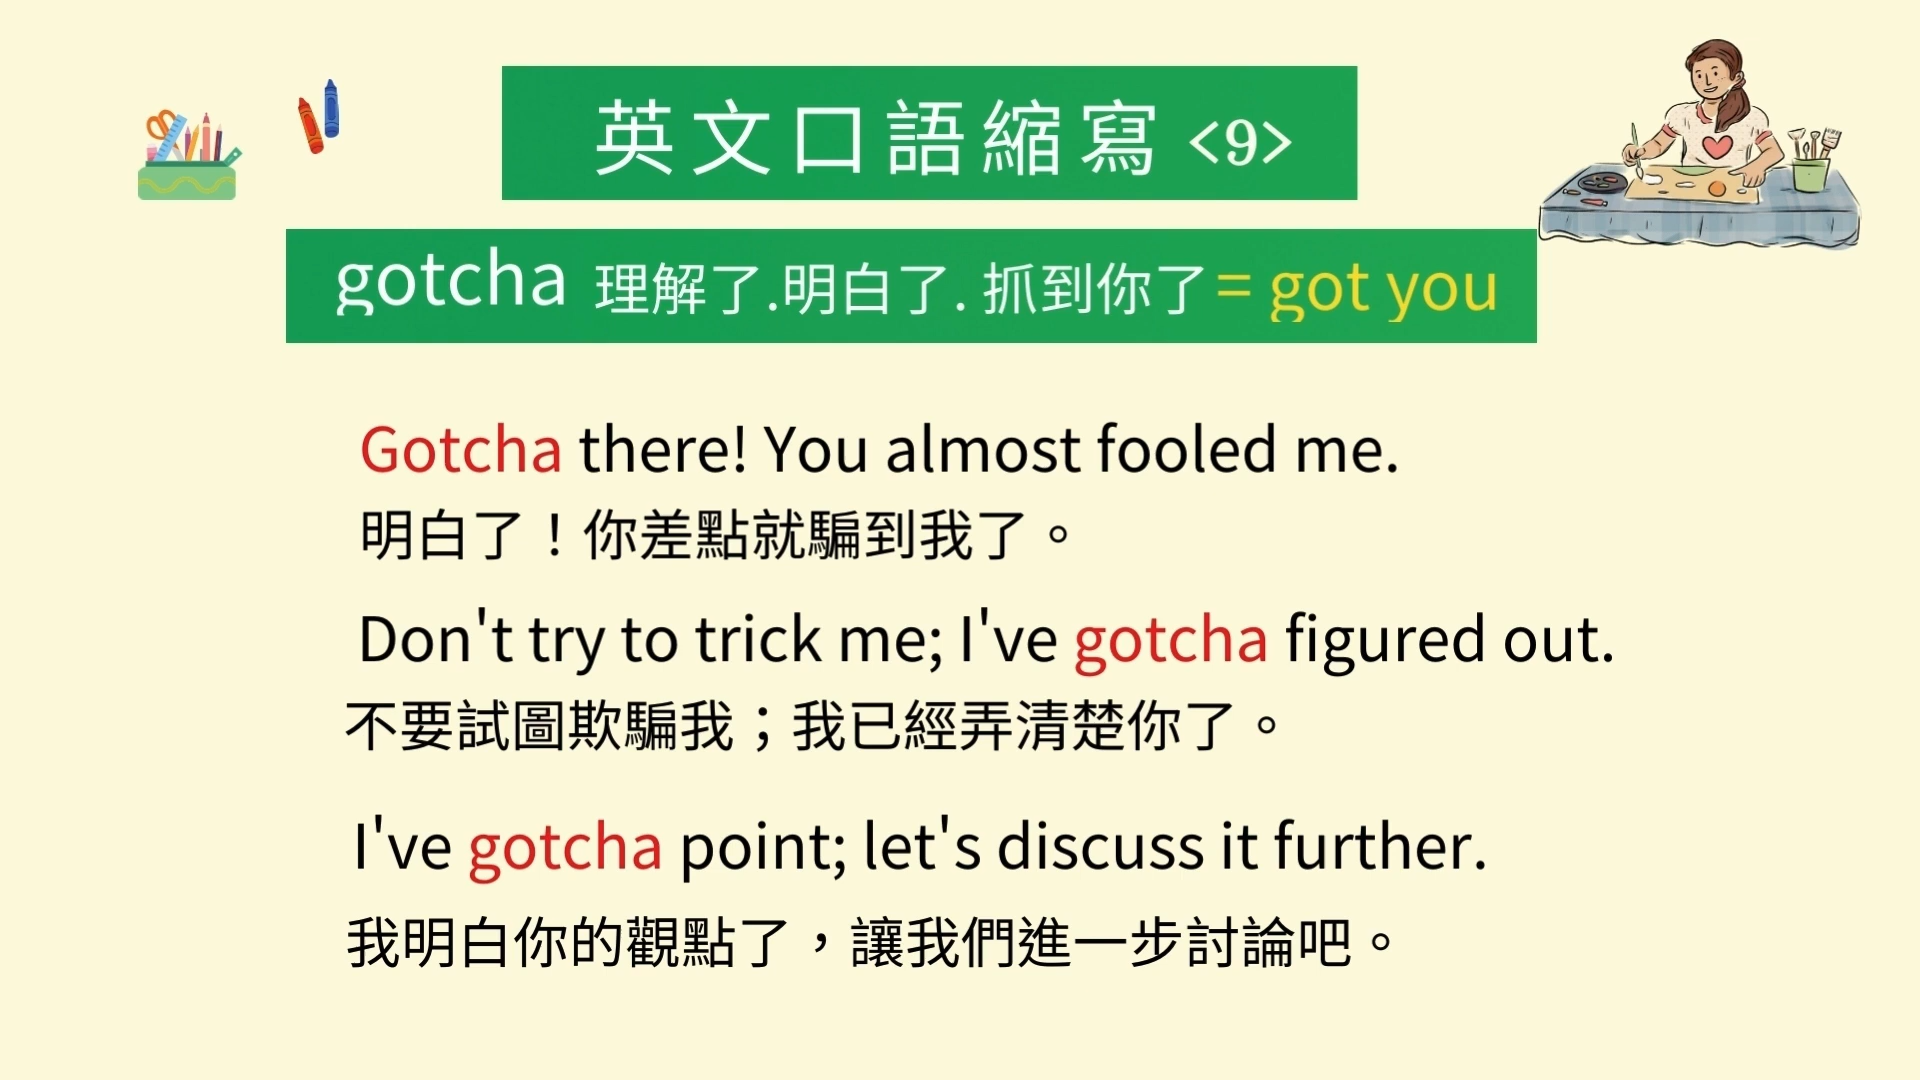 英文口語縮寫 <9>
gotcha 理解了.明白了. 抓到你了 = got you
Gotcha there! You almost fooled me.
明白了！你差點就騙到我了。
Don't try to trick me; I've gotcha figured out.
不要試圖欺騙我；我已經弄清楚你了。
I've gotcha point; let's discuss it further.
我明白你的觀點了，讓我們進一步討論吧。